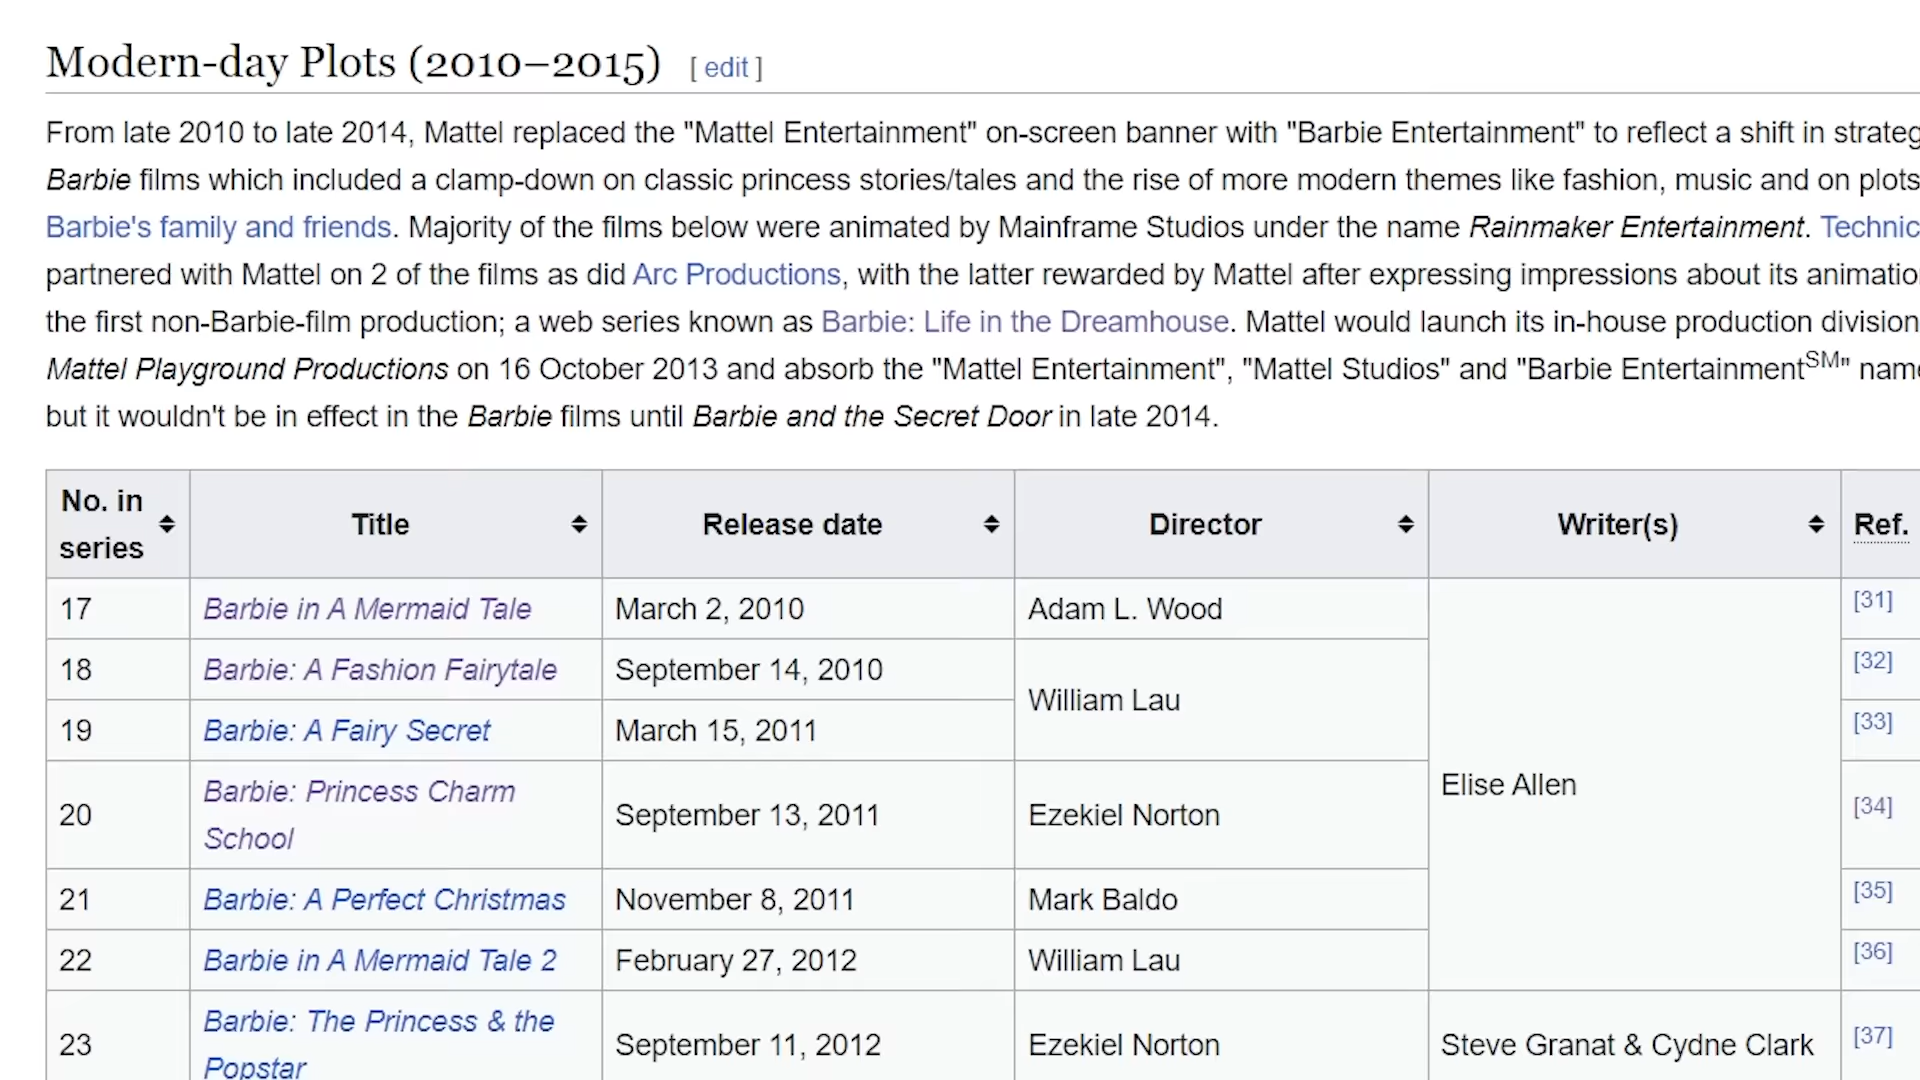 Modern-day Plots (2010–2015) [ edit ]
From late 2010 to late 2014, Mattel replaced the "Mattel Entertainment" on-screen banner with "Barbie Entertainment" to reflect a shift in
Barbie films which included a clamp-down on classic princess stories/tales and the rise of more modern themes like fashion, music and on plots
Barbie's family and friends. Majority of the films below were animated by Mainframe Studios under the name Rainmaker Entertainment.
partnered with Mattel on 2 of the films as did Arc Productions, with the latter rewarded by Mattel after expressing impressions about its
the first non-Barbie-film production; a web series known as Barbie: Life in the Dreamhouse. Mattel would launch its in-house production division
Mattel Playground Productions on 16 October 2013 and absorb the "Mattel Entertainment", "Mattel Studios" and "Barbie EntertainmentSM"
but it wouldn't be in effect in the Barbie films until Barbie and the Secret Door in late 2014.
No. in series Title Release date Director Writer(s) Ref.
17 Barbie in A Mermaid Tale March 2, 2010 Adam L. Wood [31]
18 Barbie: A Fashion Fairytale September 14, 2010 William Lau [32]
19 Barbie: A Fairy Secret March 15, 2011 [33]
Elise Allen
20 Barbie: Princess Charm School September 13, 2011 Ezekiel Norton [34]
21 Barbie: A Perfect Christmas November 8, 2011 Mark Baldo [35]
22 Barbie in A Mermaid Tale 2 February 27, 2012 William Lau [36]
23 Barbie: The Princess & the Popstar September 11, 2012 Ezekiel Norton Steve Granat & Cydne Clark [37]